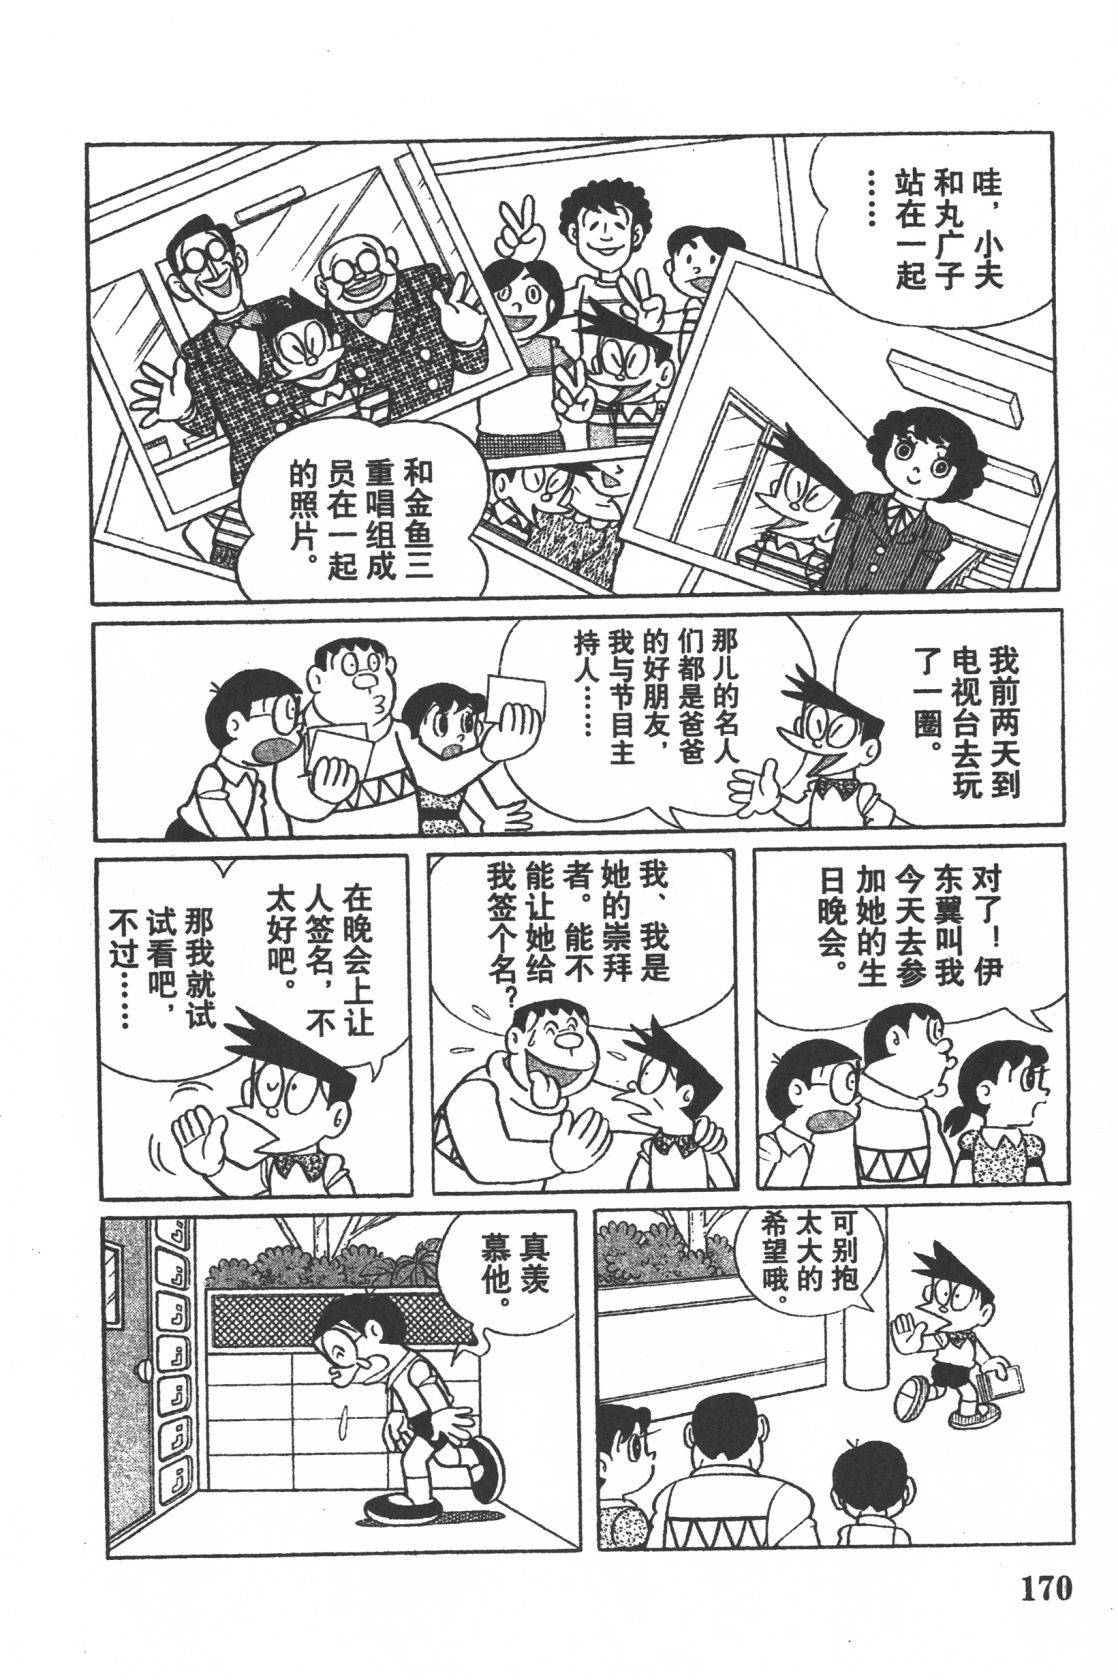 哇，小夫
和丸广子
站在一起
……
和金鱼三
重唱组成
员在一起
的照片。
我前两天到
电视台去玩
了一圈。
那儿的名人
们都是爸爸
的好朋友，
我与节目主
持人……
对了！伊
东翼叫我
今天去参
加她的生
日晚会。
我、我是
她的崇拜
者。能不
能让她给
我签个名？
在晚会上让
人签名，不
太好吧。
那我就试
试看吧，
不过……
可别抱
太大的
希望哦。
真羡
慕他。
170